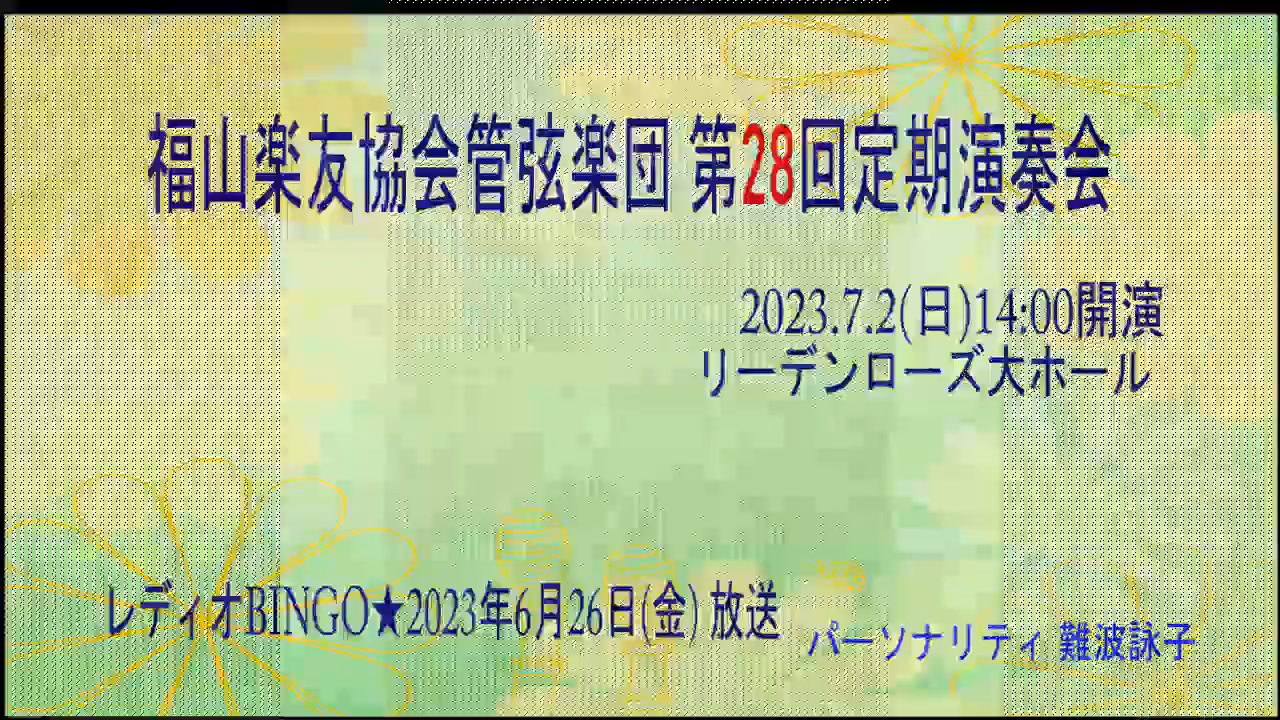 福山楽友協会管弦楽団 第28回定期演奏会
2023.7.2(日)14:00開演
リーデンローズ大ホール
レディオBINGO★2023年6月26日(金) 放送
パーソナリティ 難波詠子